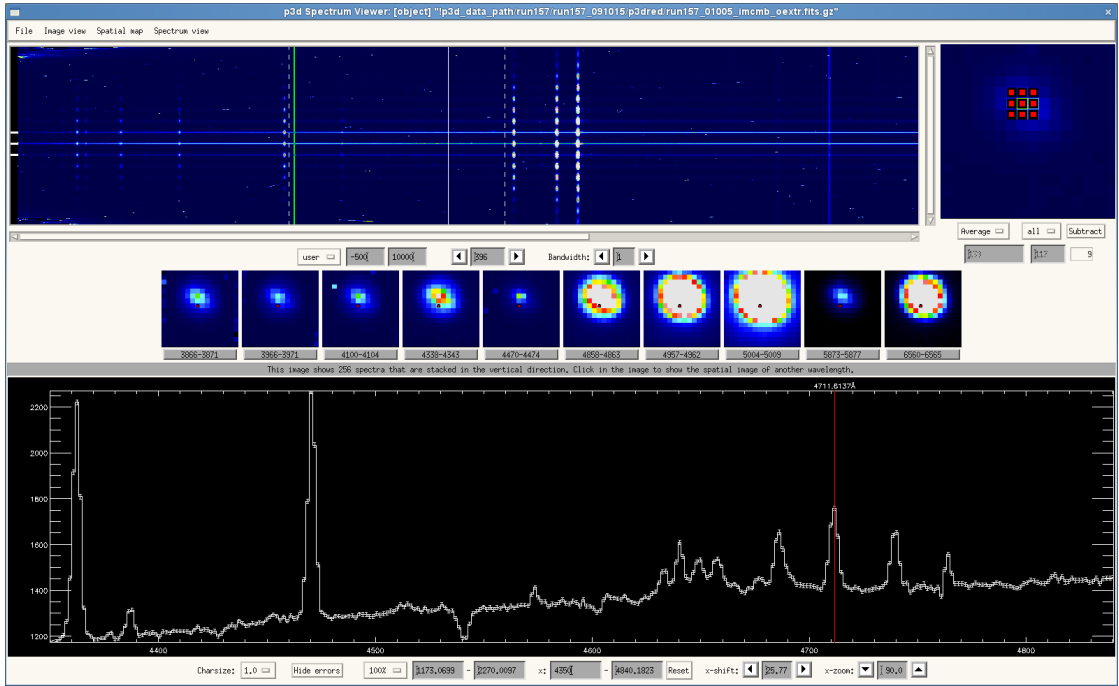 p3d Spectrum Viewer: [object] "!p3d_data_path/run157/run157_091015/p3dred/run157_01005_imcmb_oextr.fits.gz"
File Image view Spatial map Spectrum view
Average all Subtract
user -500 10000 396 Bandwidth: 1
9
3866-3871 3966-3971 4100-4104 4338-4343 4470-4474 4858-4863 4957-4962 5004-5009 5873-5877 6560-6565
This image shows 256 spectra that are stacked in the vertical direction. Click in the image to show the spatial image of another wavelength.
4711.6137Å
2200
2000
1800
1600
1400
1200
4400 4500 4600 4700 4800
Charsize: 1.0 Hide errors 100% 1173.0699 - 2270.0097 x: 4350 - 4840.1823 Reset x-shift: 25.77 x-zoom: 90.0